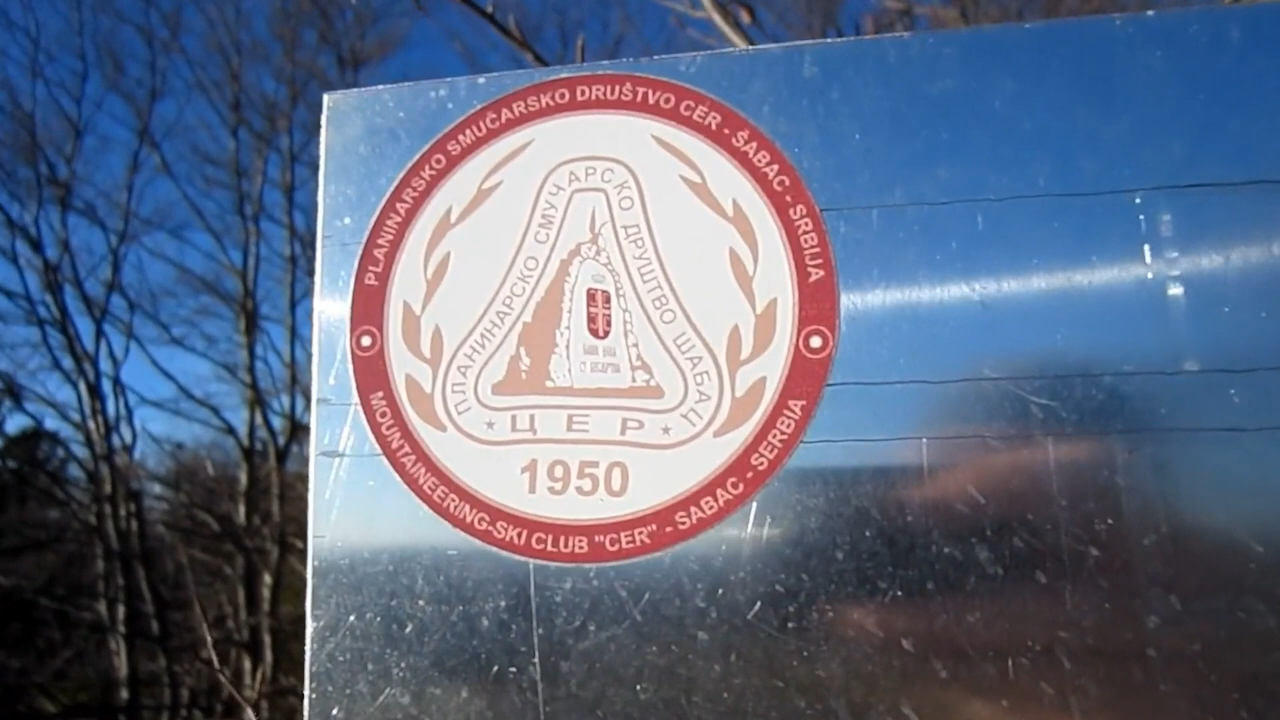 PLANINARSKO SMUČARSKO DRUŠTVO CER - ŠABAC - SRBIJA
ПЛАНИНАРСКО СМУЧАРСКО ДРУШТВО ШАБАЦ
ЦЕР
1950
MOUNTAINEERING-SKI CLUB "CER" - SABAC - SERBIA